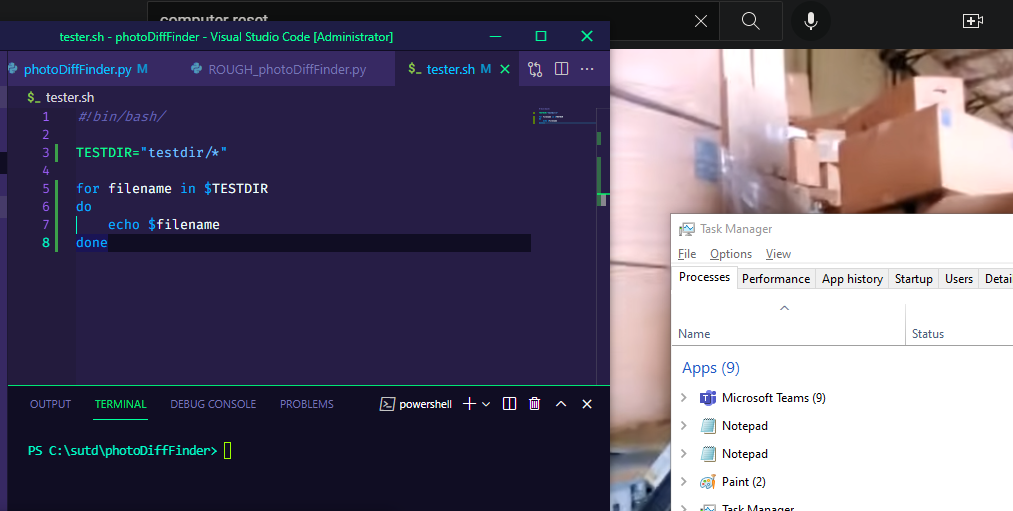 computer reset
tester.sh - photoDiffFinder - Visual Studio Code [Administrator]
photoDiffFinder.py M
ROUGH_photoDiffFinder.py
$_ tester.sh M
$_ tester.sh
1 #!bin/bash/
2
3 TESTDIR="testdir/*"
4
5 for filename in $TESTDIR
6 do
7 echo $filename
8 done
OUTPUT TERMINAL DEBUG CONSOLE PROBLEMS
powershell
PS C:\sutd\photoDiffFinder>
Task Manager
File Options View
Processes Performance App history Startup Users Detai
Name Status
Apps (9)
Microsoft Teams (9)
Notepad
Notepad
Paint (2)
Task Manager